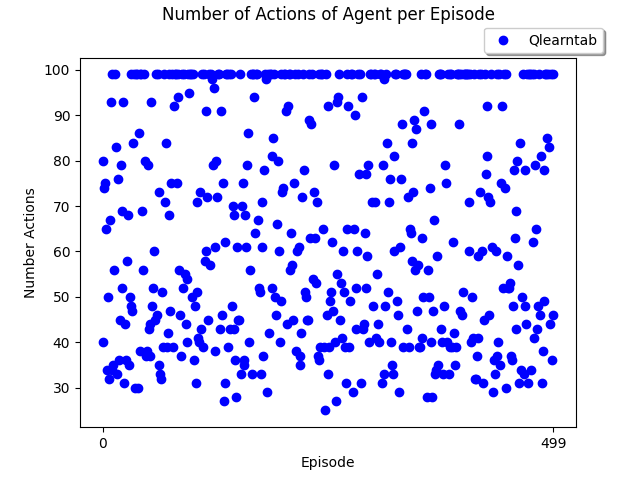 Number of Actions of Agent per Episode
Qlearntab
100
90
80
70
60
50
40
30
Number Actions
0
499
Episode